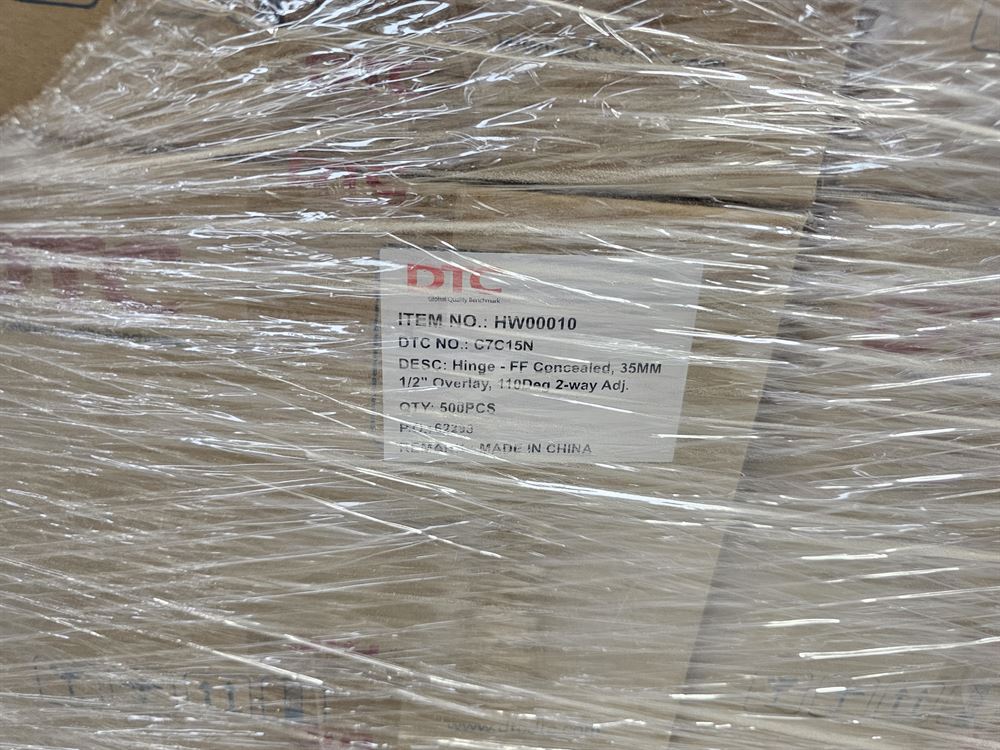 DTC
Global Quality Benchmark
ITEM NO.: HW00010
DTC NO.: C7C15N
DESC: Hinge - FF Concealed, 35MM
1/2" Overlay, 110Deg 2-way Adj.
QTY: 500PCS
P.O.:
REMARK: MADE IN CHINA